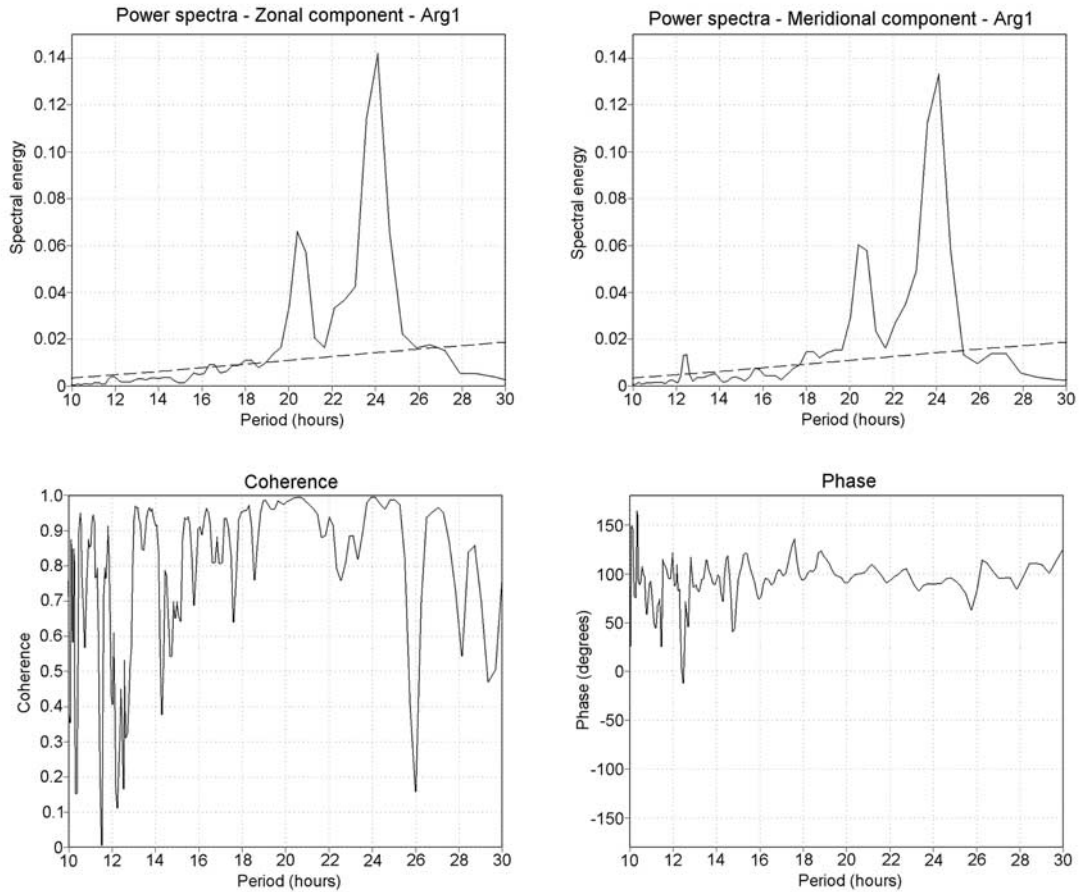 Power spectra - Zonal component - Arg1
Spectral energy
0.14
0.12
0.10
0.08
0.06
0.04
0.02
0
10 12 14 16 18 20 22 24 26 28 30
Period (hours)
Power spectra - Meridional component - Arg1
Spectral energy
0.14
0.12
0.10
0.08
0.06
0.04
0.02
0
10 12 14 16 18 20 22 24 26 28 30
Period (hours)
Coherence
Coherence
1.0
0.9
0.8
0.7
0.6
0.5
0.4
0.3
0.2
0.1
0
10 12 14 16 18 20 22 24 26 28 30
Period (hours)
Phase
Phase (degrees)
150
100
50
0
-50
-100
-150
10 12 14 16 18 20 22 24 26 28 30
Period (hours)